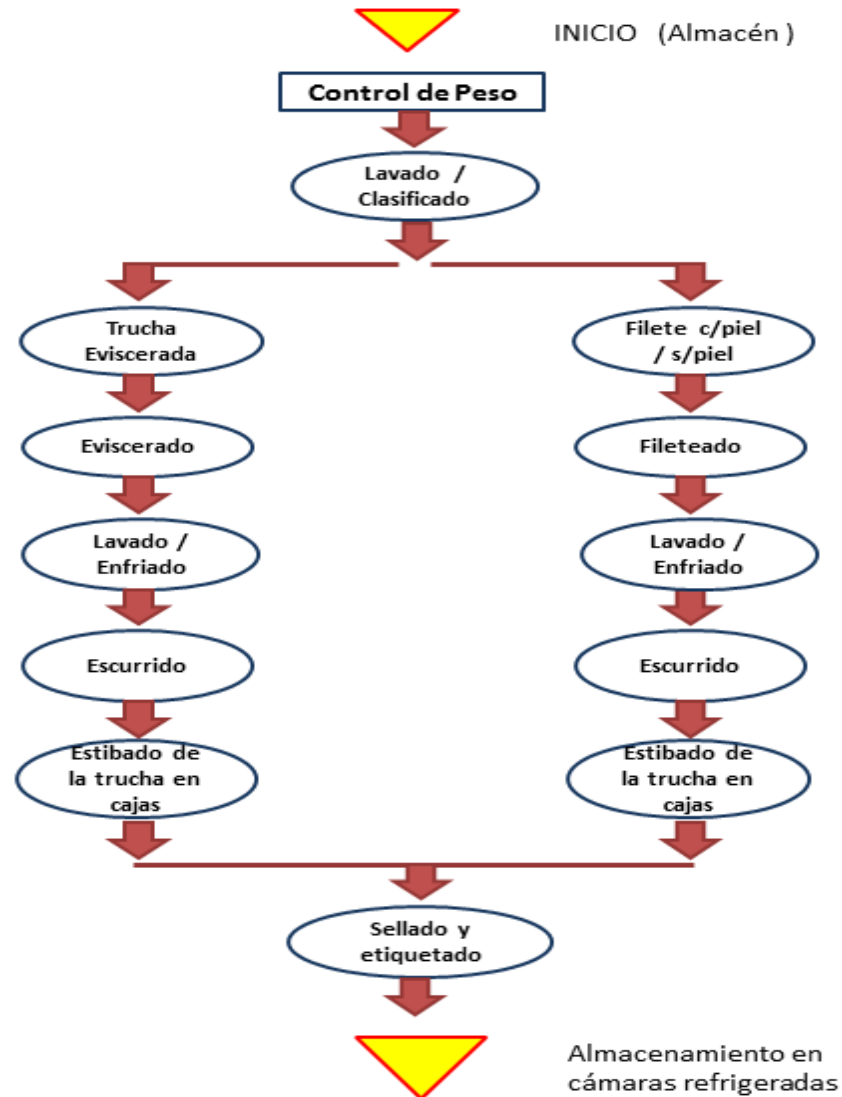 INICIO (Almacén )
Control de Peso
Lavado /
Clasificado
Trucha
Eviscerada
Eviscerado
Lavado /
Enfriado
Escurrido
Estibado de
la trucha en
cajas
Filete c/piel
/ s/piel
Fileteado
Lavado /
Enfriado
Escurrido
Estibado de
la trucha en
cajas
Sellado y
etiquetado
Almacenamiento en
cámaras refrigeradas